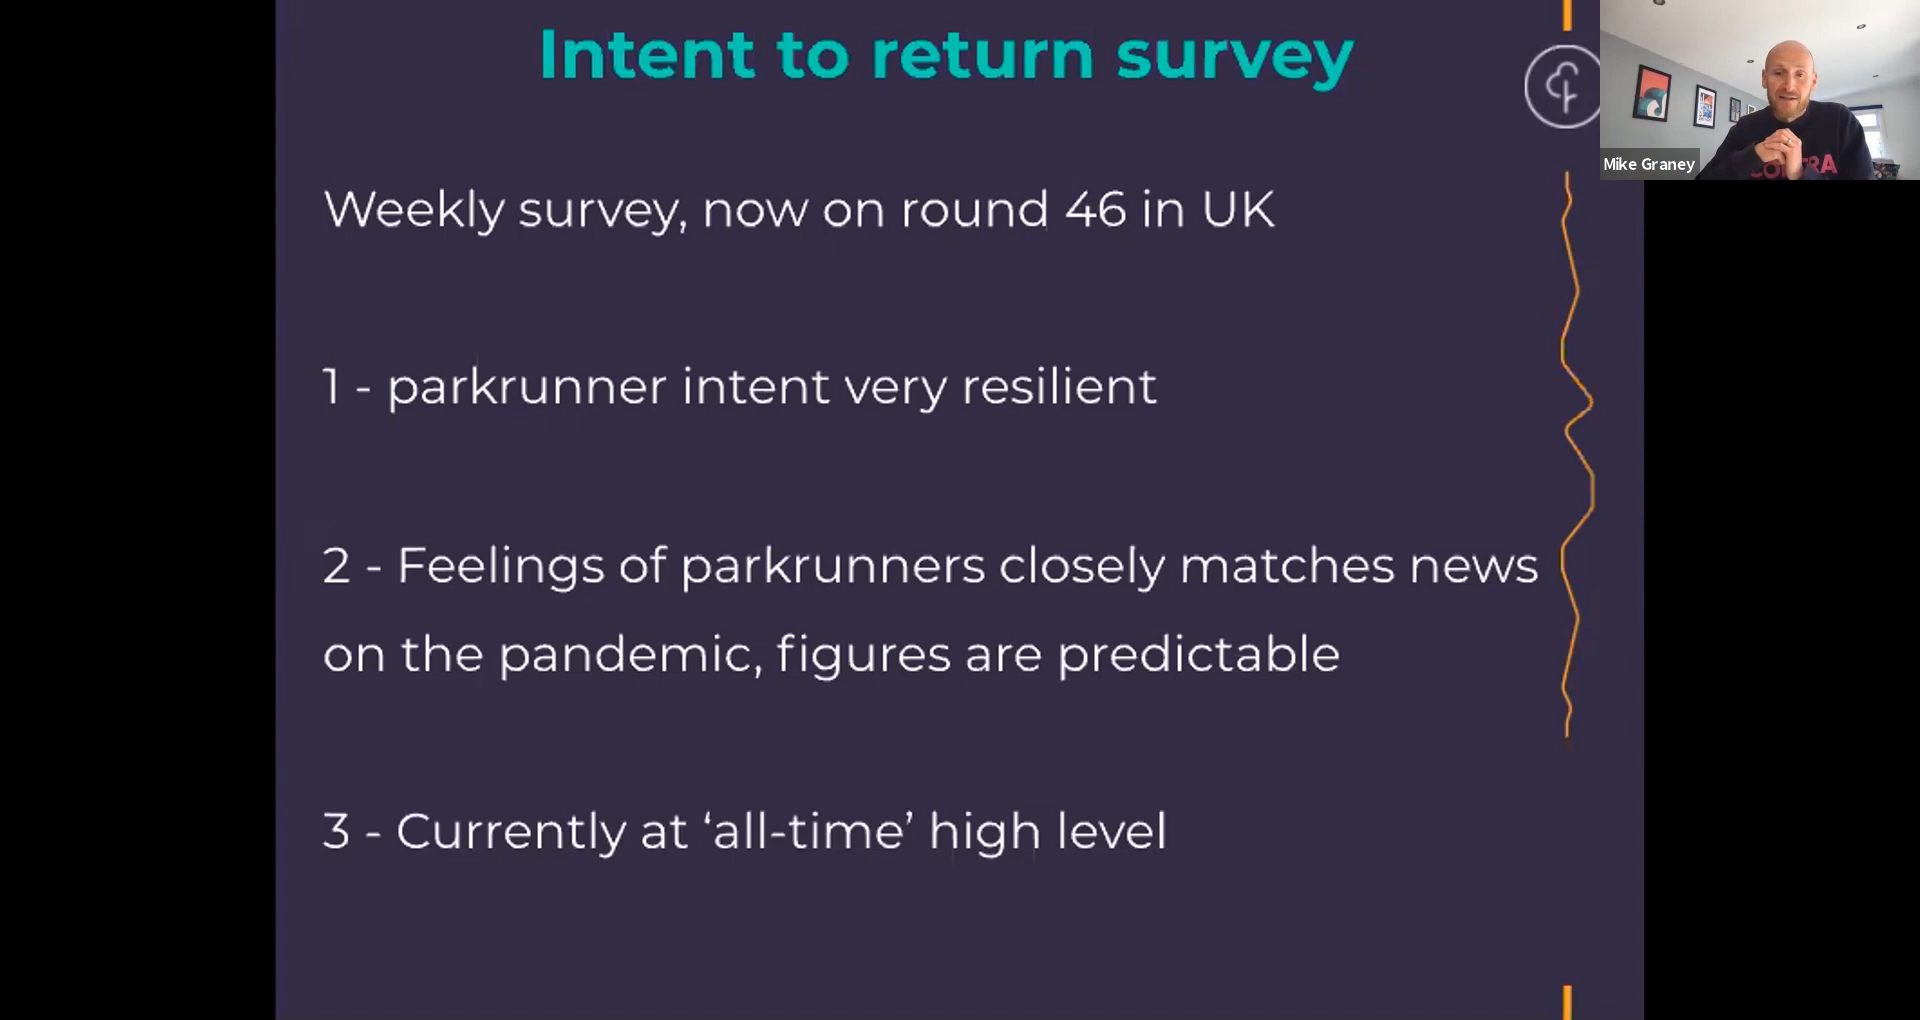 Intent to return survey
Mike Graney
Weekly survey, now on round 46 in UK
1 - parkrunner intent very resilient
2 - Feelings of parkrunners closely matches news
on the pandemic, figures are predictable
3 - Currently at ‘all-time’ high level